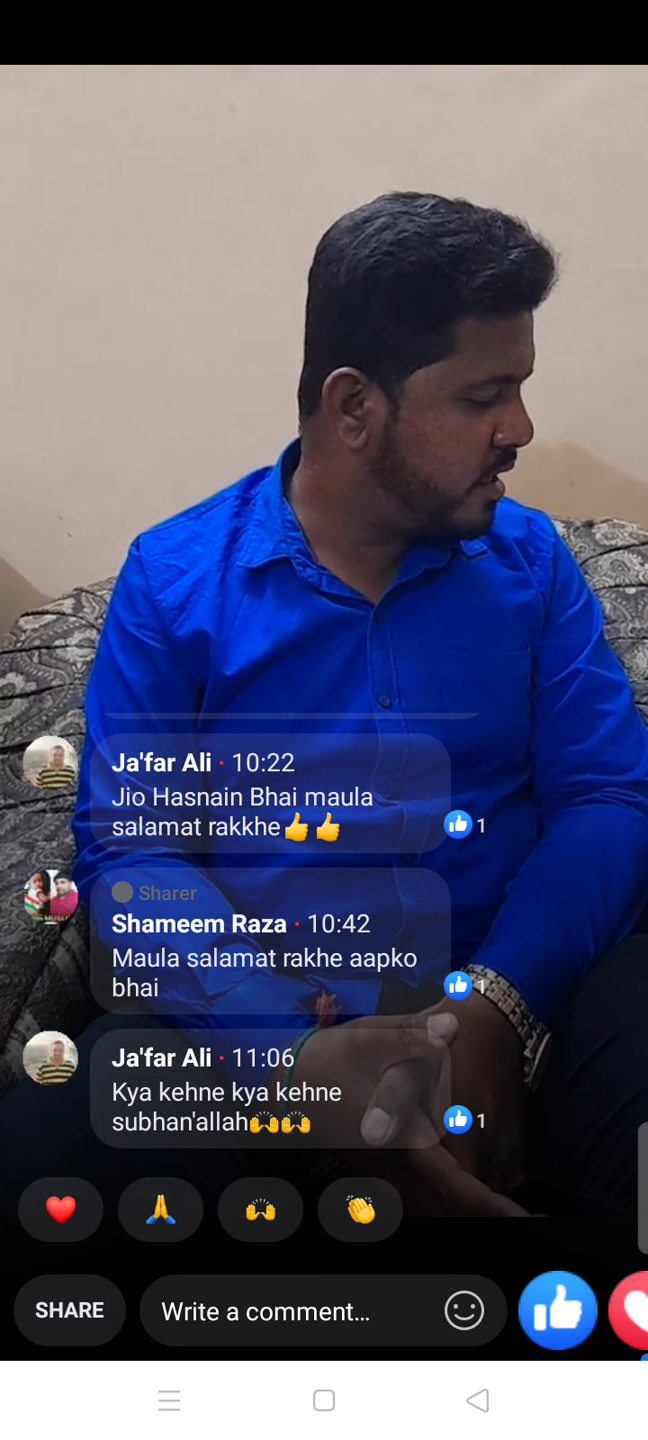 Ja'far Ali • 10:22
Jio Hasnain Bhai maula
salamat rakkhe👍👍
1
Sharer
Shameem Raza • 10:42
Maula salamat rakhe aapko
bhai
1
Ja'far Ali • 11:06
Kya kehne kya kehne
subhan'allah🙌🙌
1
SHARE
Write a comment...